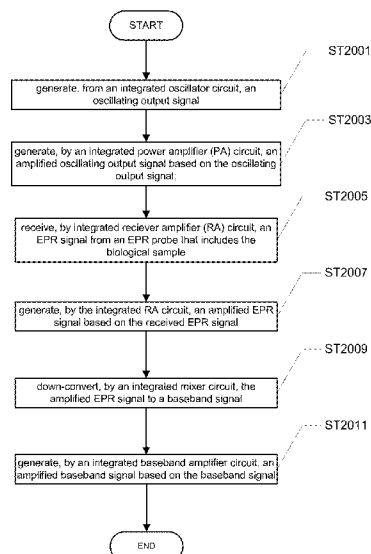 START
ST2001
generate, from an integrated oscillator circuit, an
oscillating output signal
ST2003
generate, by an integrated power amplifier (PA) circuit, an
amplified oscillating output signal based on the oscillating
output signal;
ST2005
receive, by integrated reciever amplifier (RA) circuit, an
EPR signal from an EPR probe that includes the
biological sample
ST2007
generate, by the integrated RA circuit, an amplified EPR
signal based on the received EPR signal
ST2009
down-convert, by an integrated mixer circuit, the
amplified EPR signal to a baseband signal
ST2011
generate, by an integrated baseband amplifier circuit, an
amplified baseband signal based on the baseband signal
END